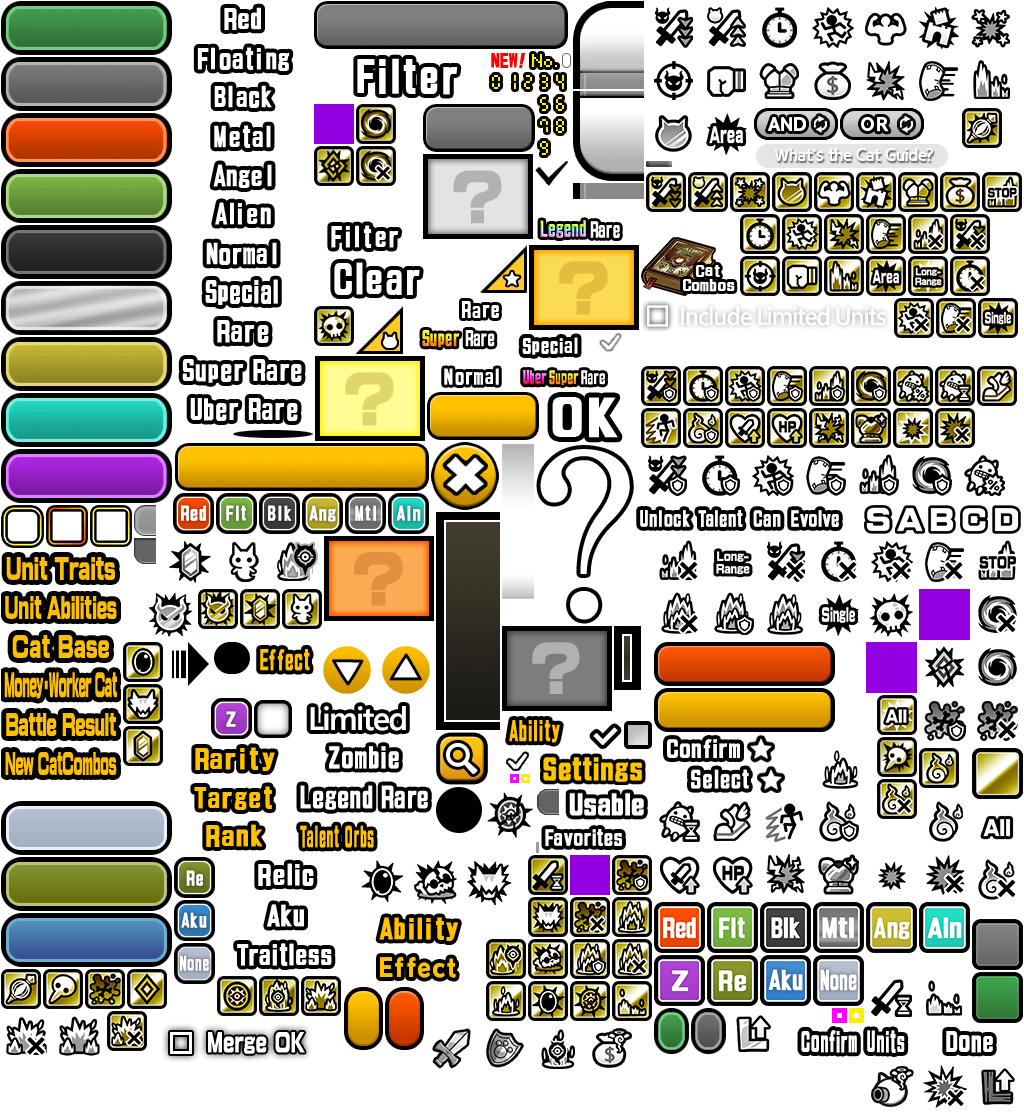 Red
Floating
Black
Metal
Angel
Alien
Normal
Special
Rare
Super Rare
Uber Rare
Filter
NEW! No.0
01234
56
98
9
Filter
Clear
Legend Rare
Rare
Super Rare
Special
Normal
Uber Super Rare
OK
$
Area
AND
OR
What's the Cat Guide?
STOP
Cat
Combos
Area
Long-
Range
Include Limited Units
Single
HP
Unlock Talent Can Evolve
S A B C D
Long-
Range
STOP
Single
Red
Flt
Blk
Ang
Mtl
Aln
Unit Traits
Unit Abilities
Cat Base
Money・Worker Cat
Battle Result
New CatCombos
Effect
Z
Limited
Rarity
Zombie
Target
Legend Rare
Rank
Talent Orbs
Ability
Settings
Usable
Favorites
Confirm
Select
All
All
HP
Re
Aku
None
Relic
Aku
Traitless
Ability
Effect
Red
Flt
Blk
Mtl
Ang
Aln
Z
Re
Aku
None
Merge OK
Confirm Units
Done
$